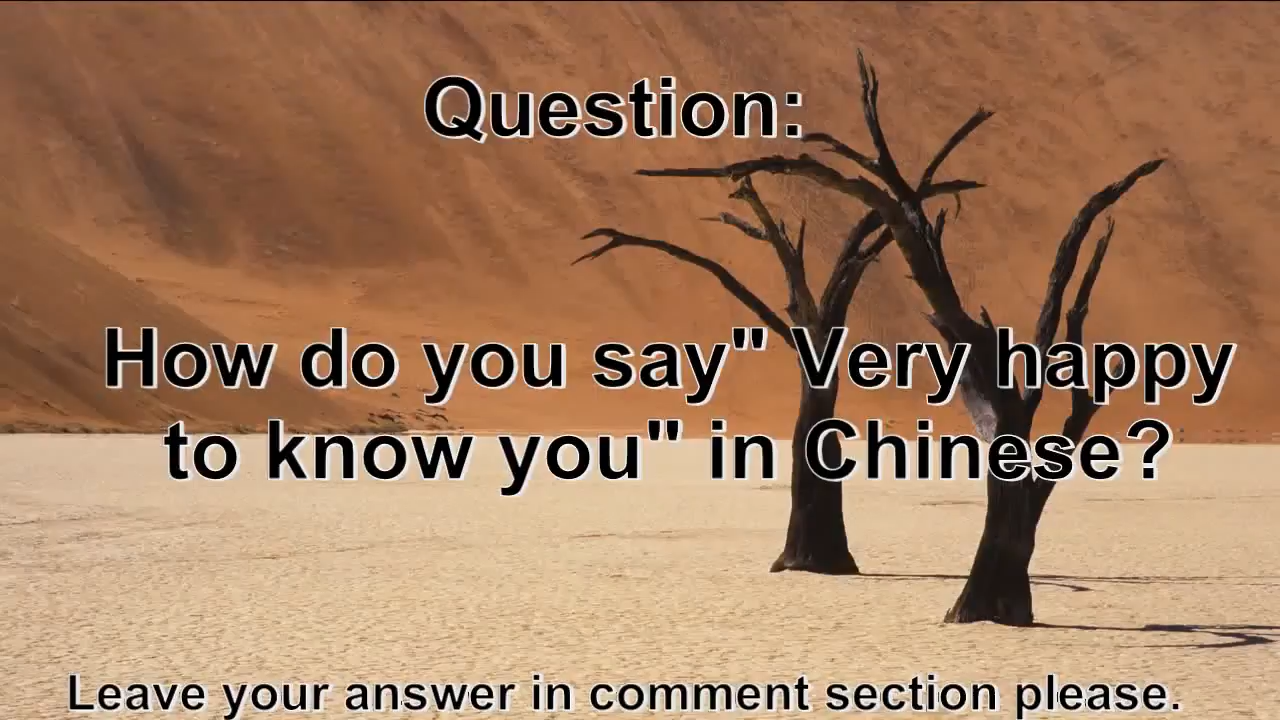 Question:
How do you say" Very happy
to know you" in Chinese?
Leave your answer in comment section please.